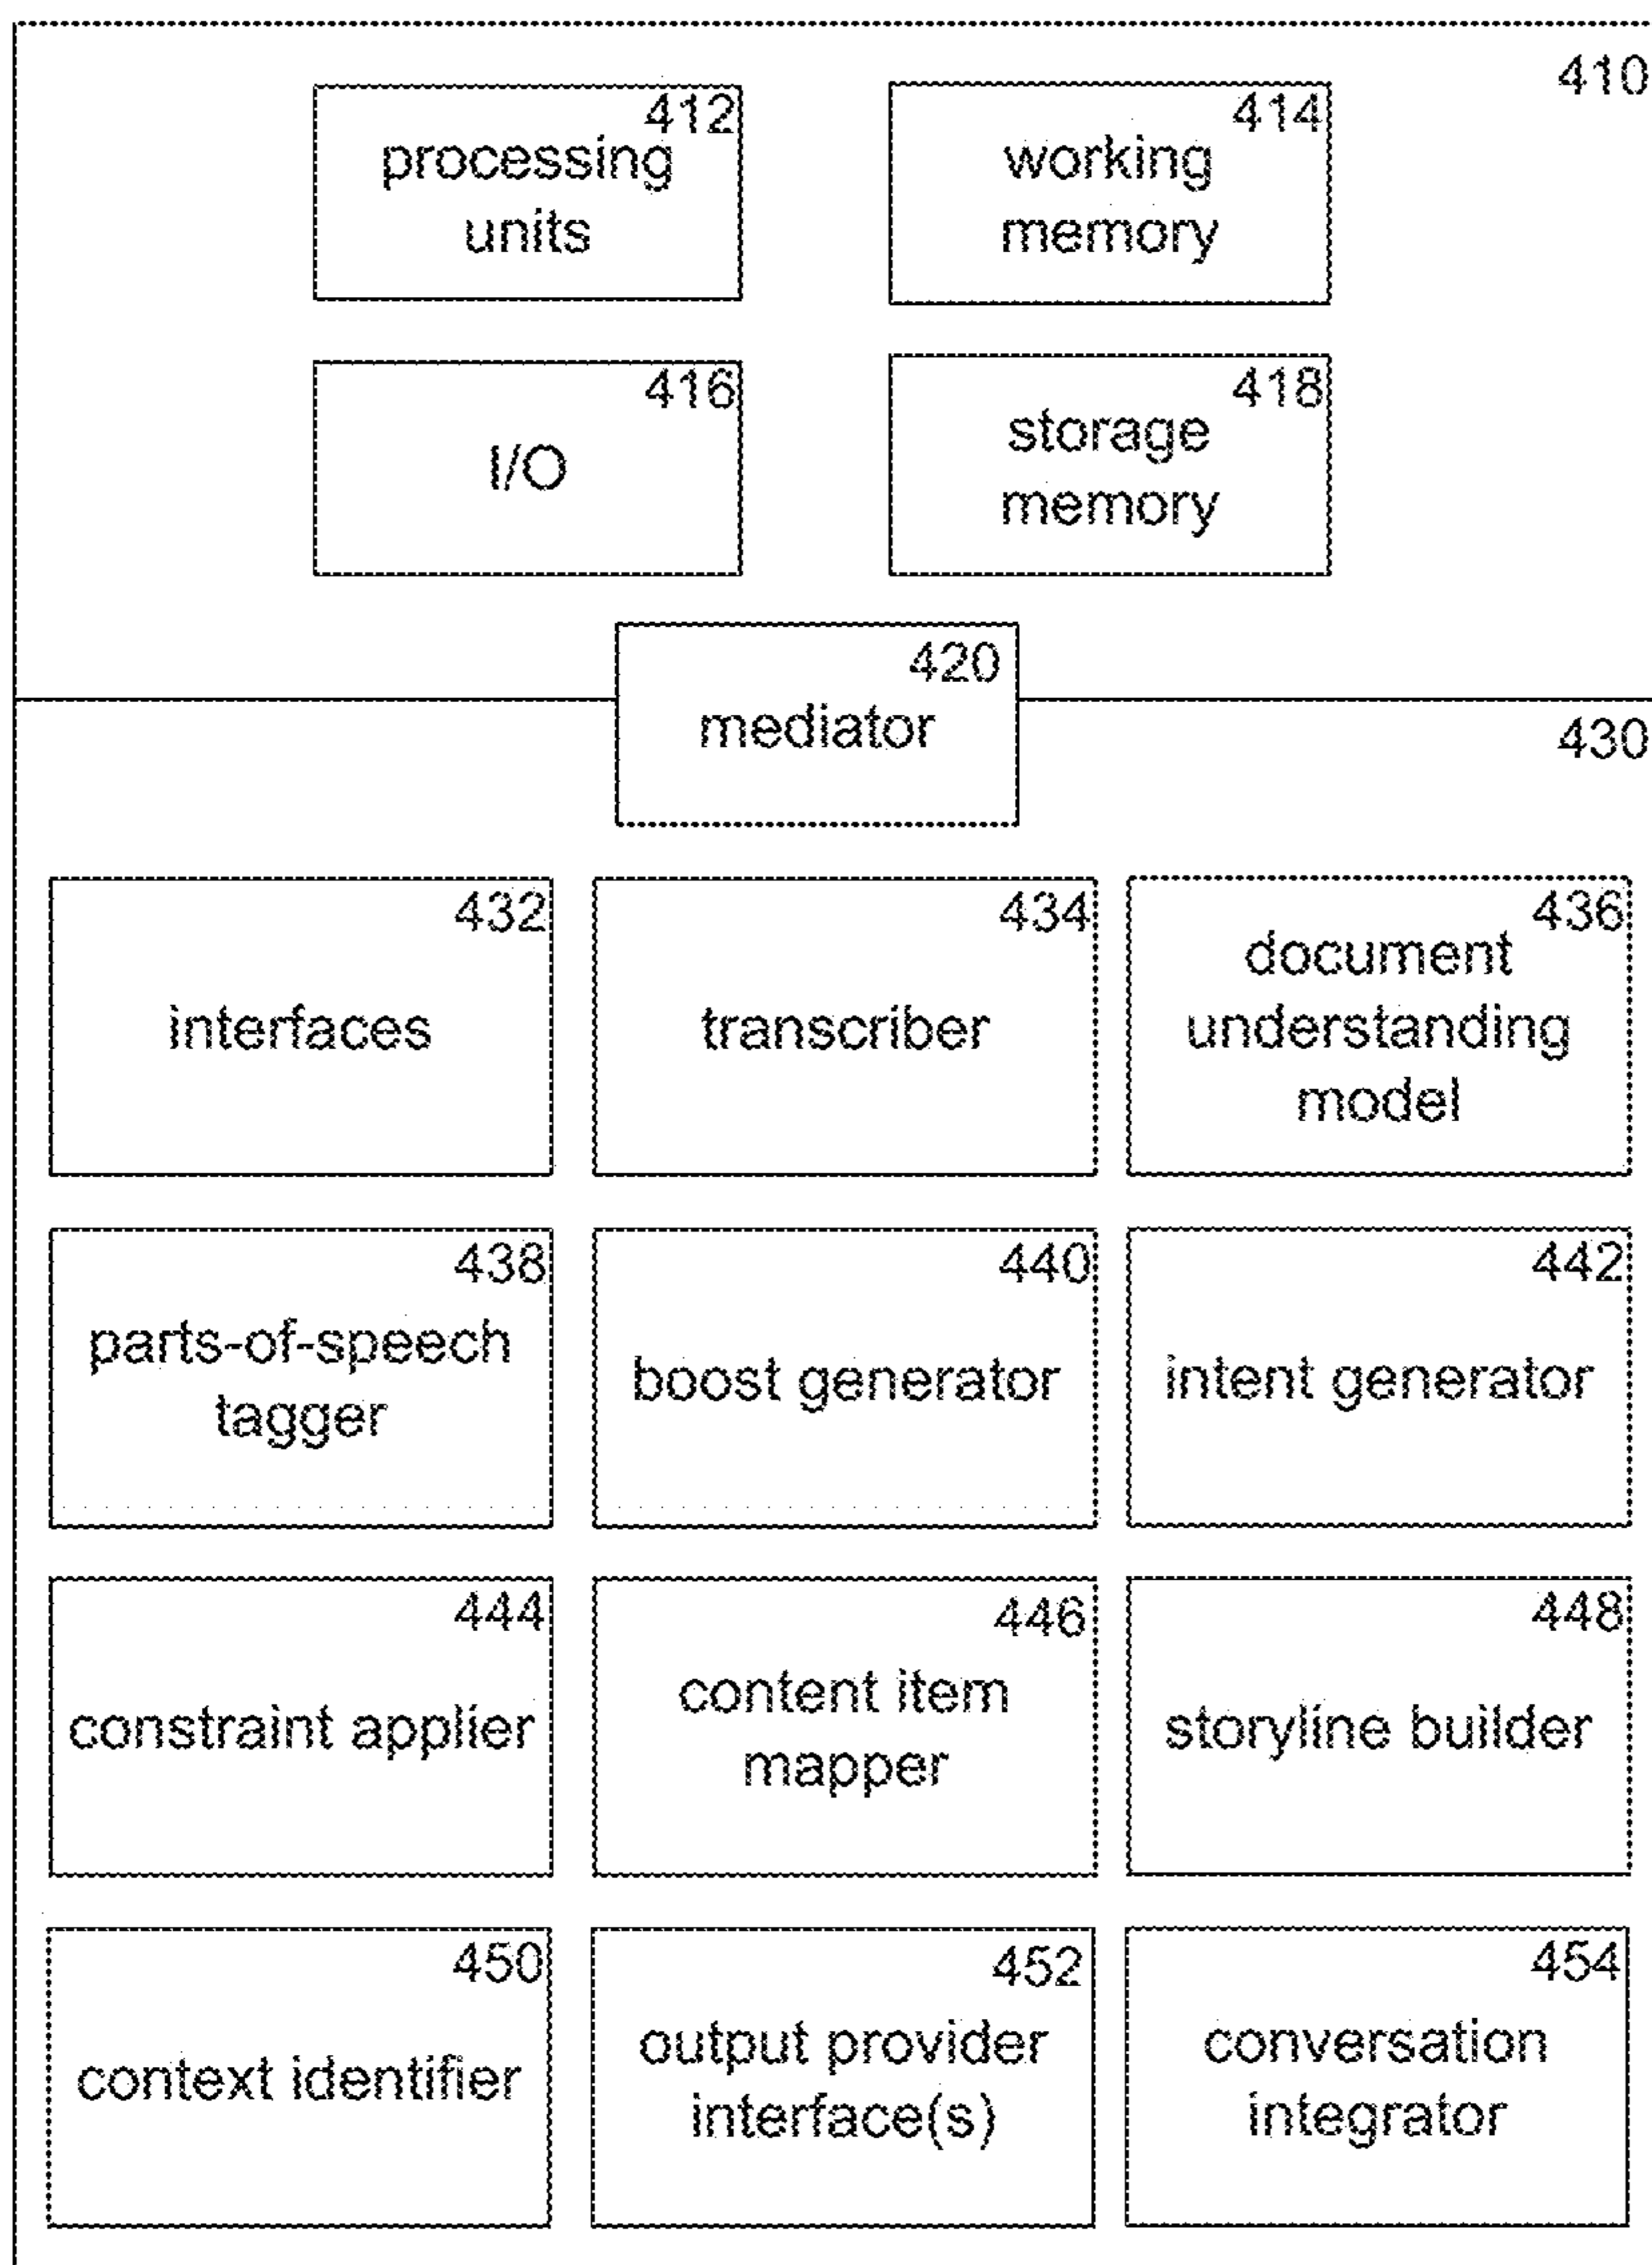 410
412
processing
units
414
working
memory
416
I/O
418
storage
memory
420
mediator
430
432
interfaces
434
transcriber
436
document
understanding
model
438
parts-of-speech
tagger
440
boost generator
442
intent generator
444
constraint applier
446
content item
mapper
448
storyline builder
450
context identifier
452
output provider
interface(s)
454
conversation
integrator